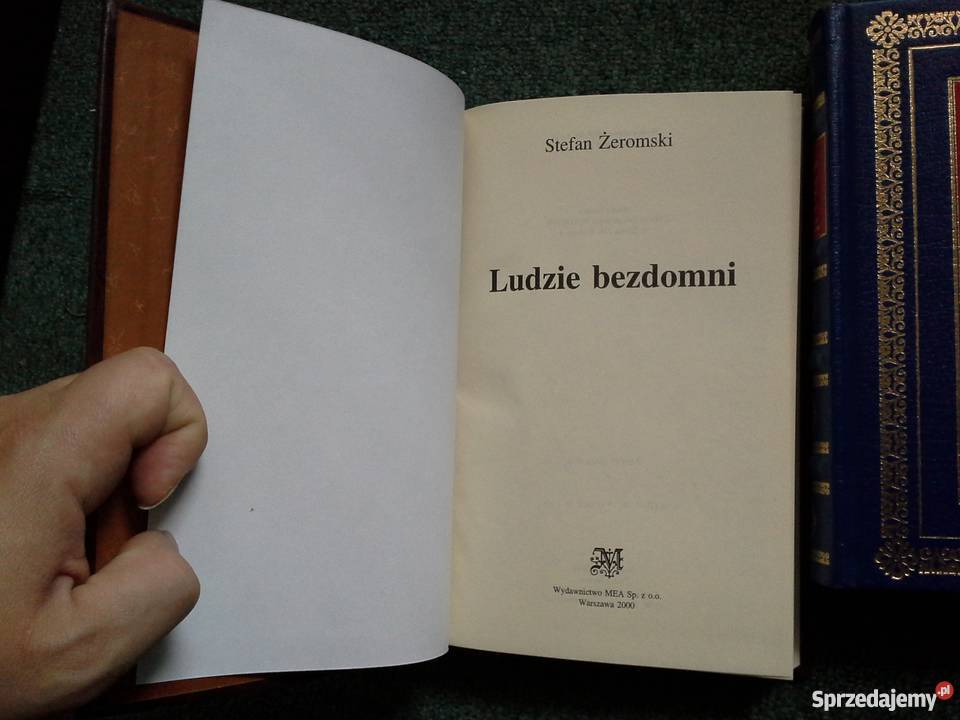 Stefan Żeromski
Ludzie bezdomni
M
Wydawnictwo MEA Sp. z o.o.
Warszawa 2000
Sprzedajemy.pl